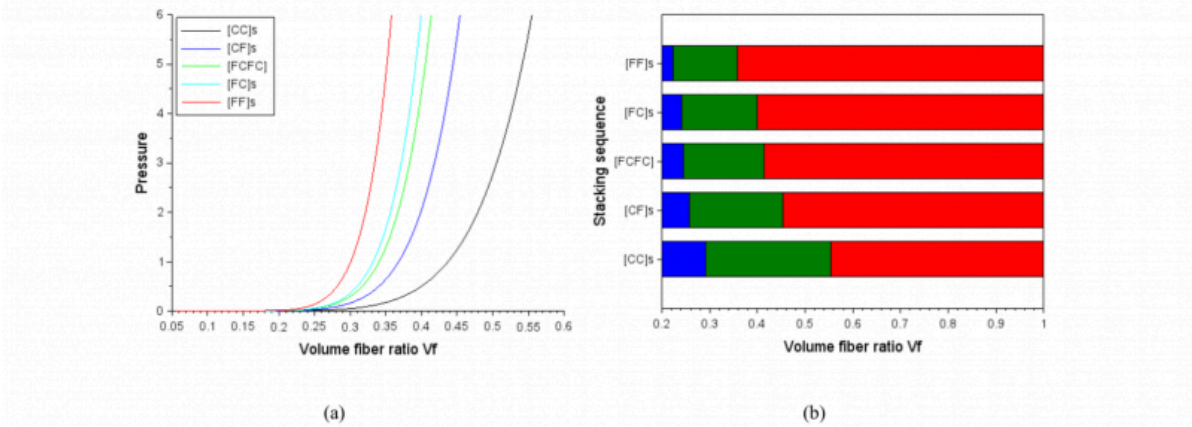 6
5
4
3
2
1
0
Pressure
[CC]s
[CF]s
[FCFC]
[FC]s
[FF]s
0.05 0.1 0.15 0.2 0.25 0.3 0.35 0.4 0.45 0.5 0.55 0.6
Volume fiber ratio Vf
(a)
Stacking sequence
[FF]s
[FC]s
[FCFC]
[CF]s
[CC]s
0.2 0.3 0.4 0.5 0.6 0.7 0.8 0.9 1
Volume fiber ratio Vf
(b)